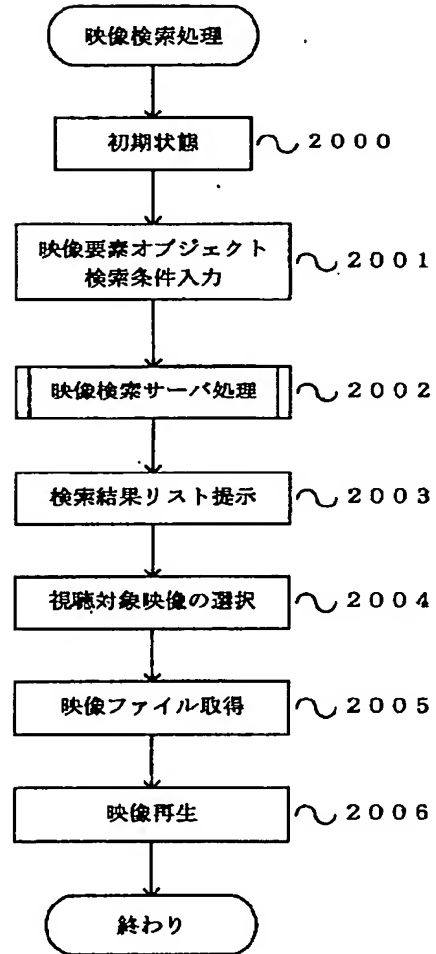 映像検索処理
初期状態 2000
映像要素オブジェクト
検索条件入力 2001
映像検索サーバ処理 2002
検索結果リスト提示 2003
視聴対象映像の選択 2004
映像ファイル取得 2005
映像再生 2006
終わり